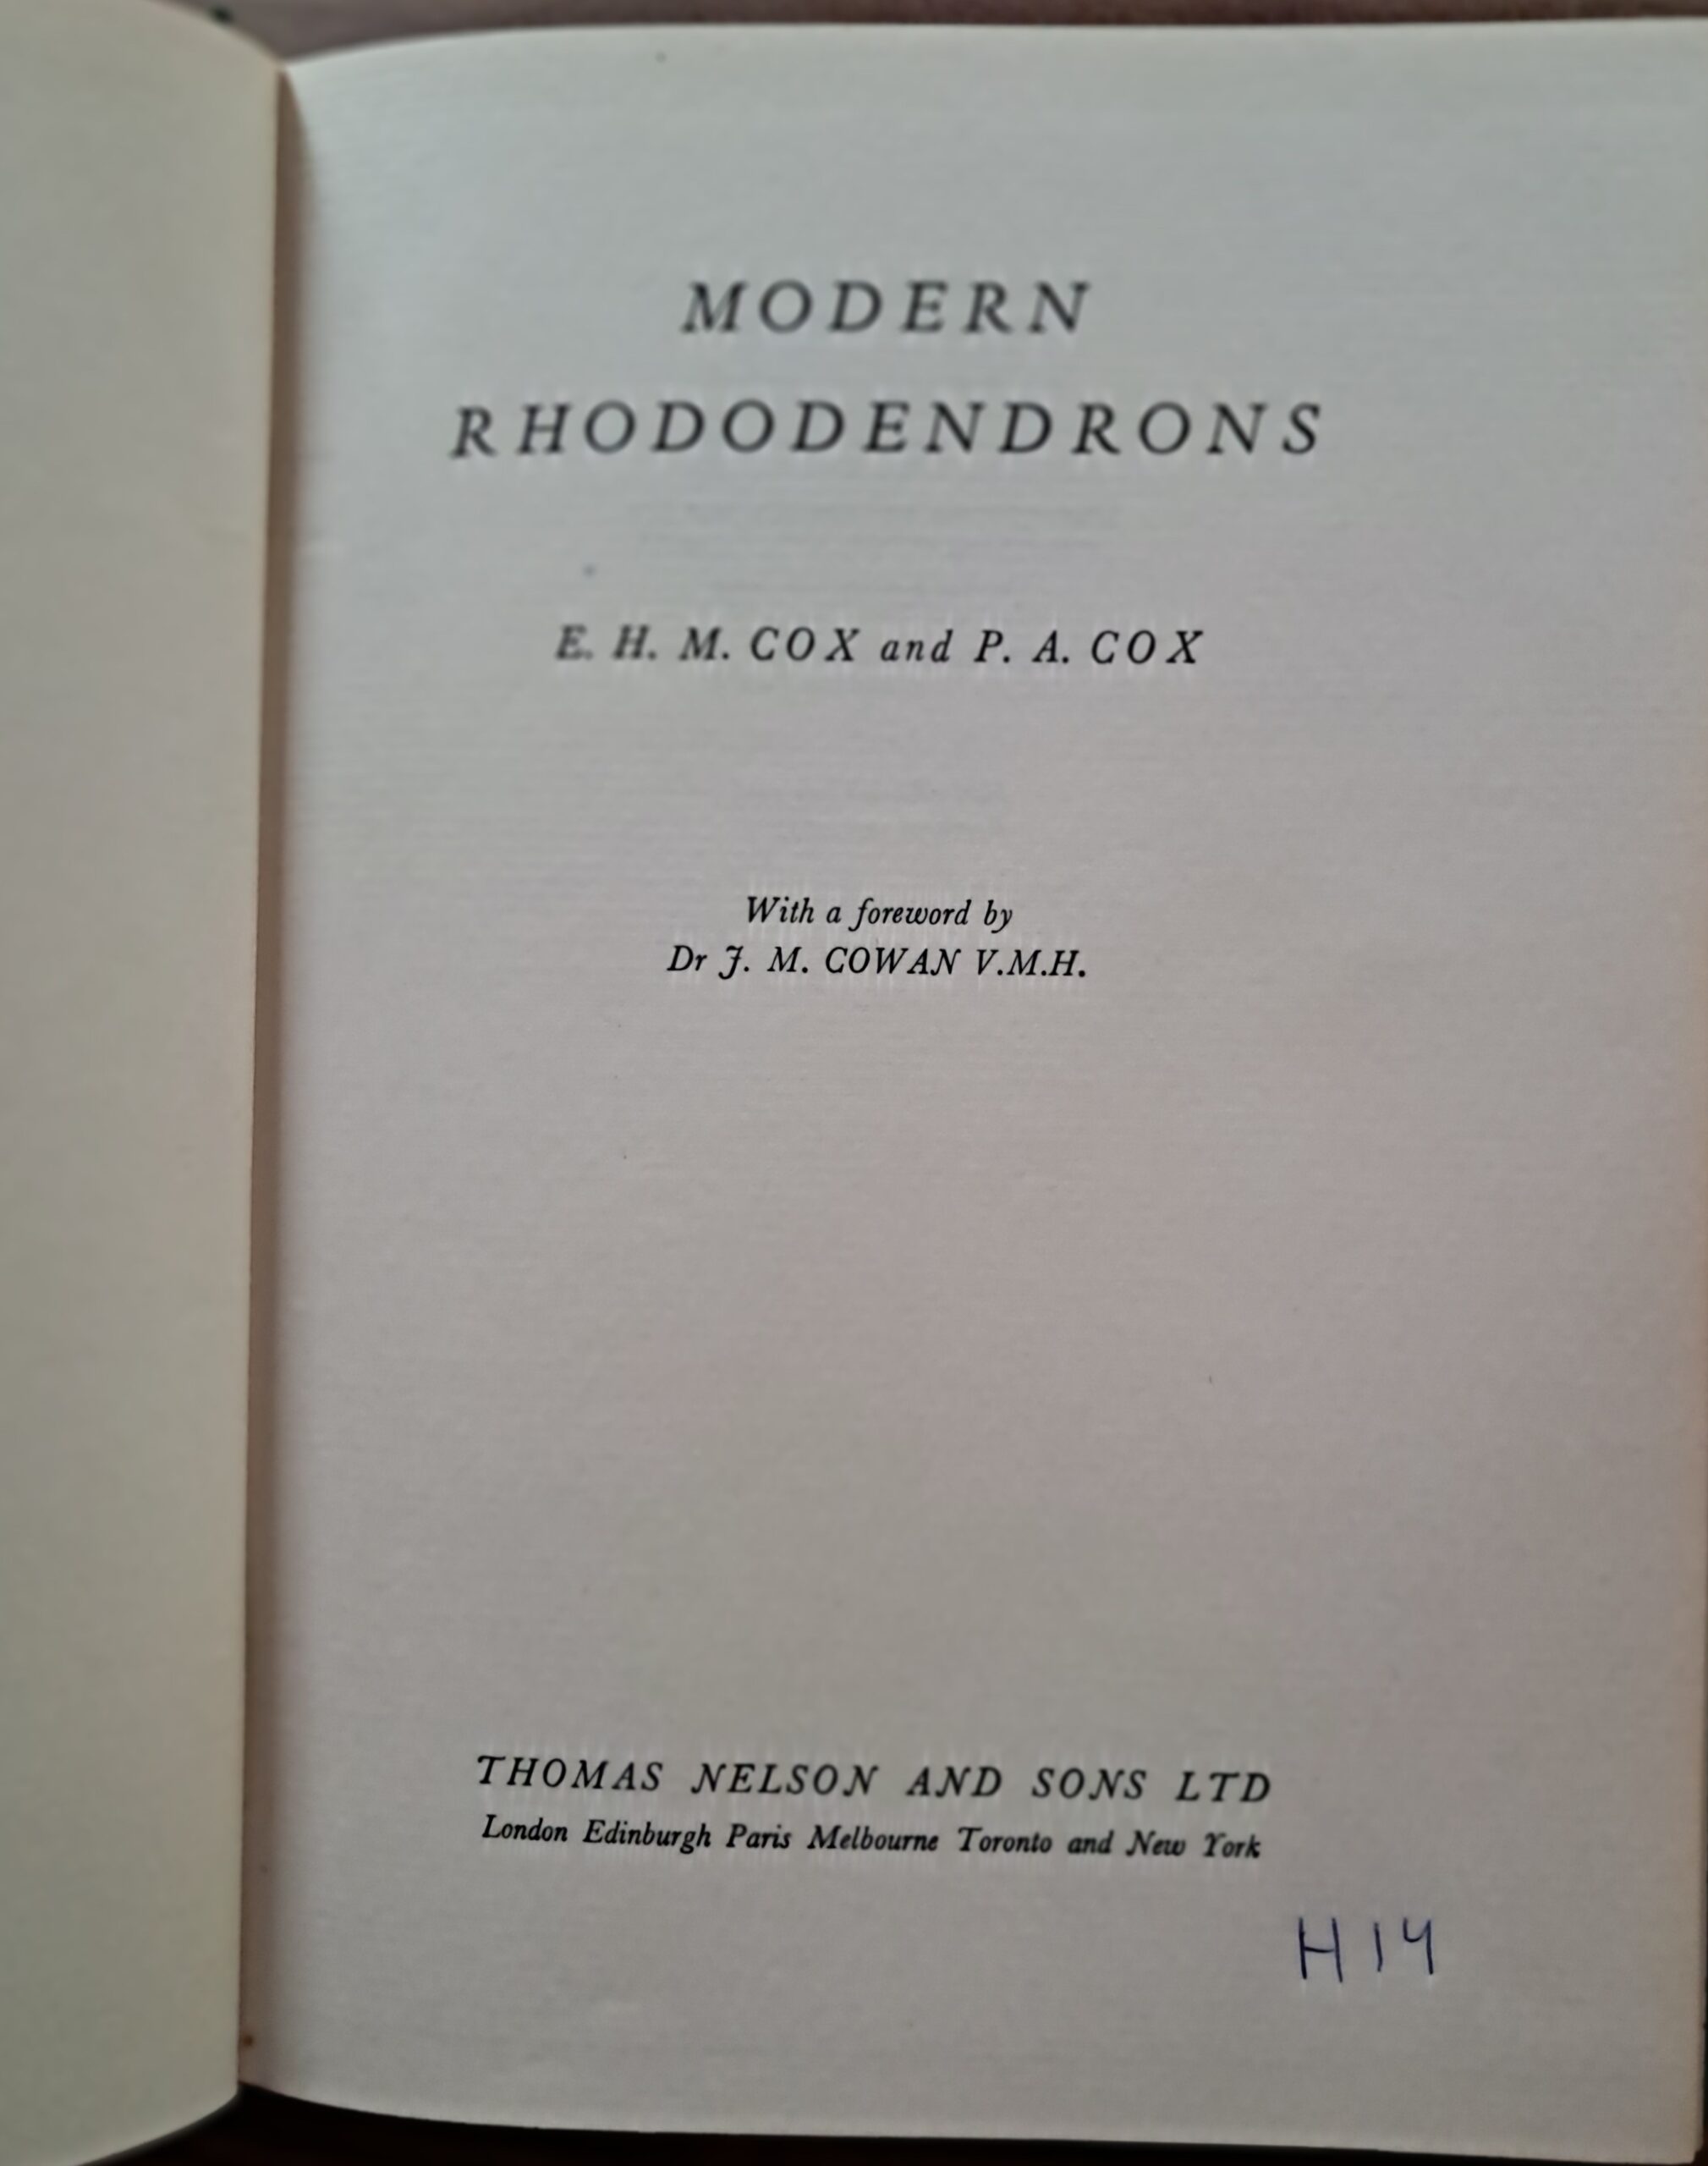 MODERN
RHODODENDRONS
E. H. M. COX and P. A. COX
With a foreword by
Dr J. M. COWAN V.M.H.
THOMAS NELSON AND SONS LTD
London Edinburgh Paris Melbourne Toronto and New York
H14